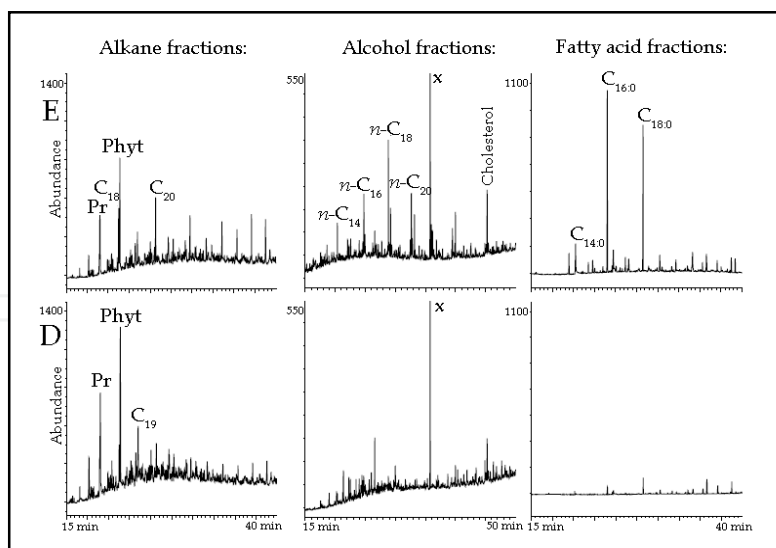 Alkane fractions: Alcohol fractions: Fatty acid fractions:
E
1400
Abundance
Pr
C18
Phyt
C20
550
n-C14
n-C16
n-C18
n-C20
x
Cholesterol
1100
C14:0
C16:0
C18:0
D
1400
Abundance
Pr
Phyt
C19
15 min 40 min
550
x
15 min 50 min
1100
15 min 40 min